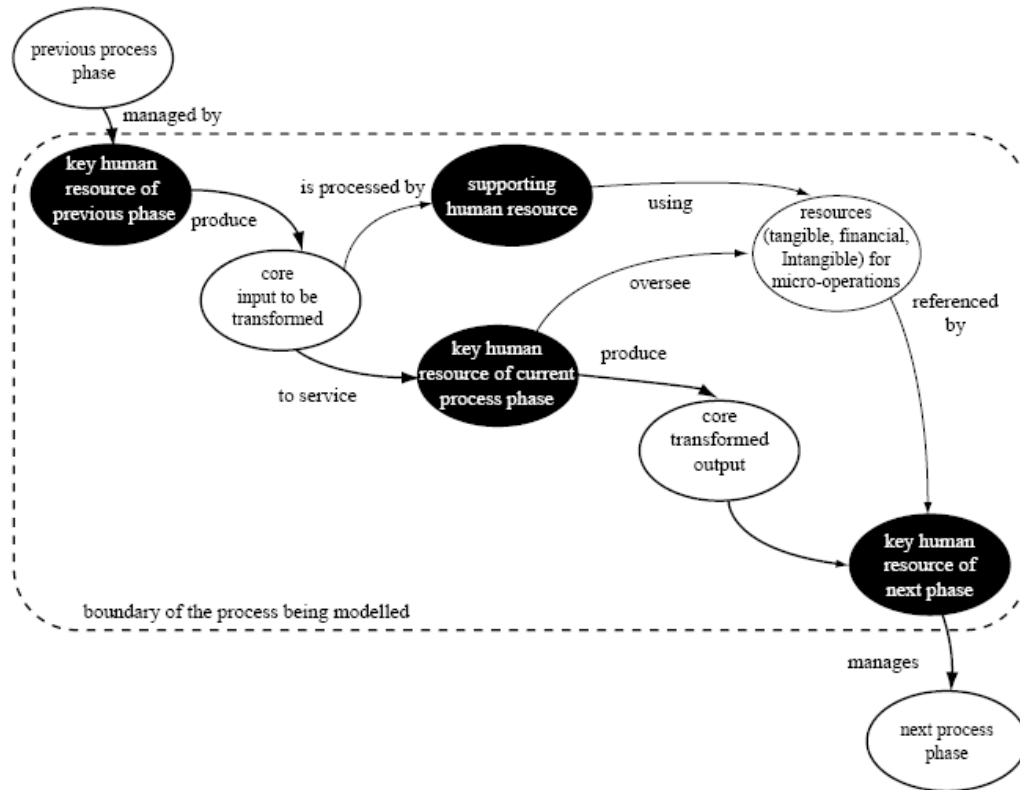 previous process
phase
managed by
key human
resource of
previous phase
produce
is processed by
supporting
human resource
using
resources
(tangible, financial,
Intangible) for
micro-operations
core
input to be
transformed
oversee
referenced
by
to service
key human
resource of current
process phase
produce
core
transformed
output
key human
resource of
next phase
boundary of the process being modelled
manages
next process
phase